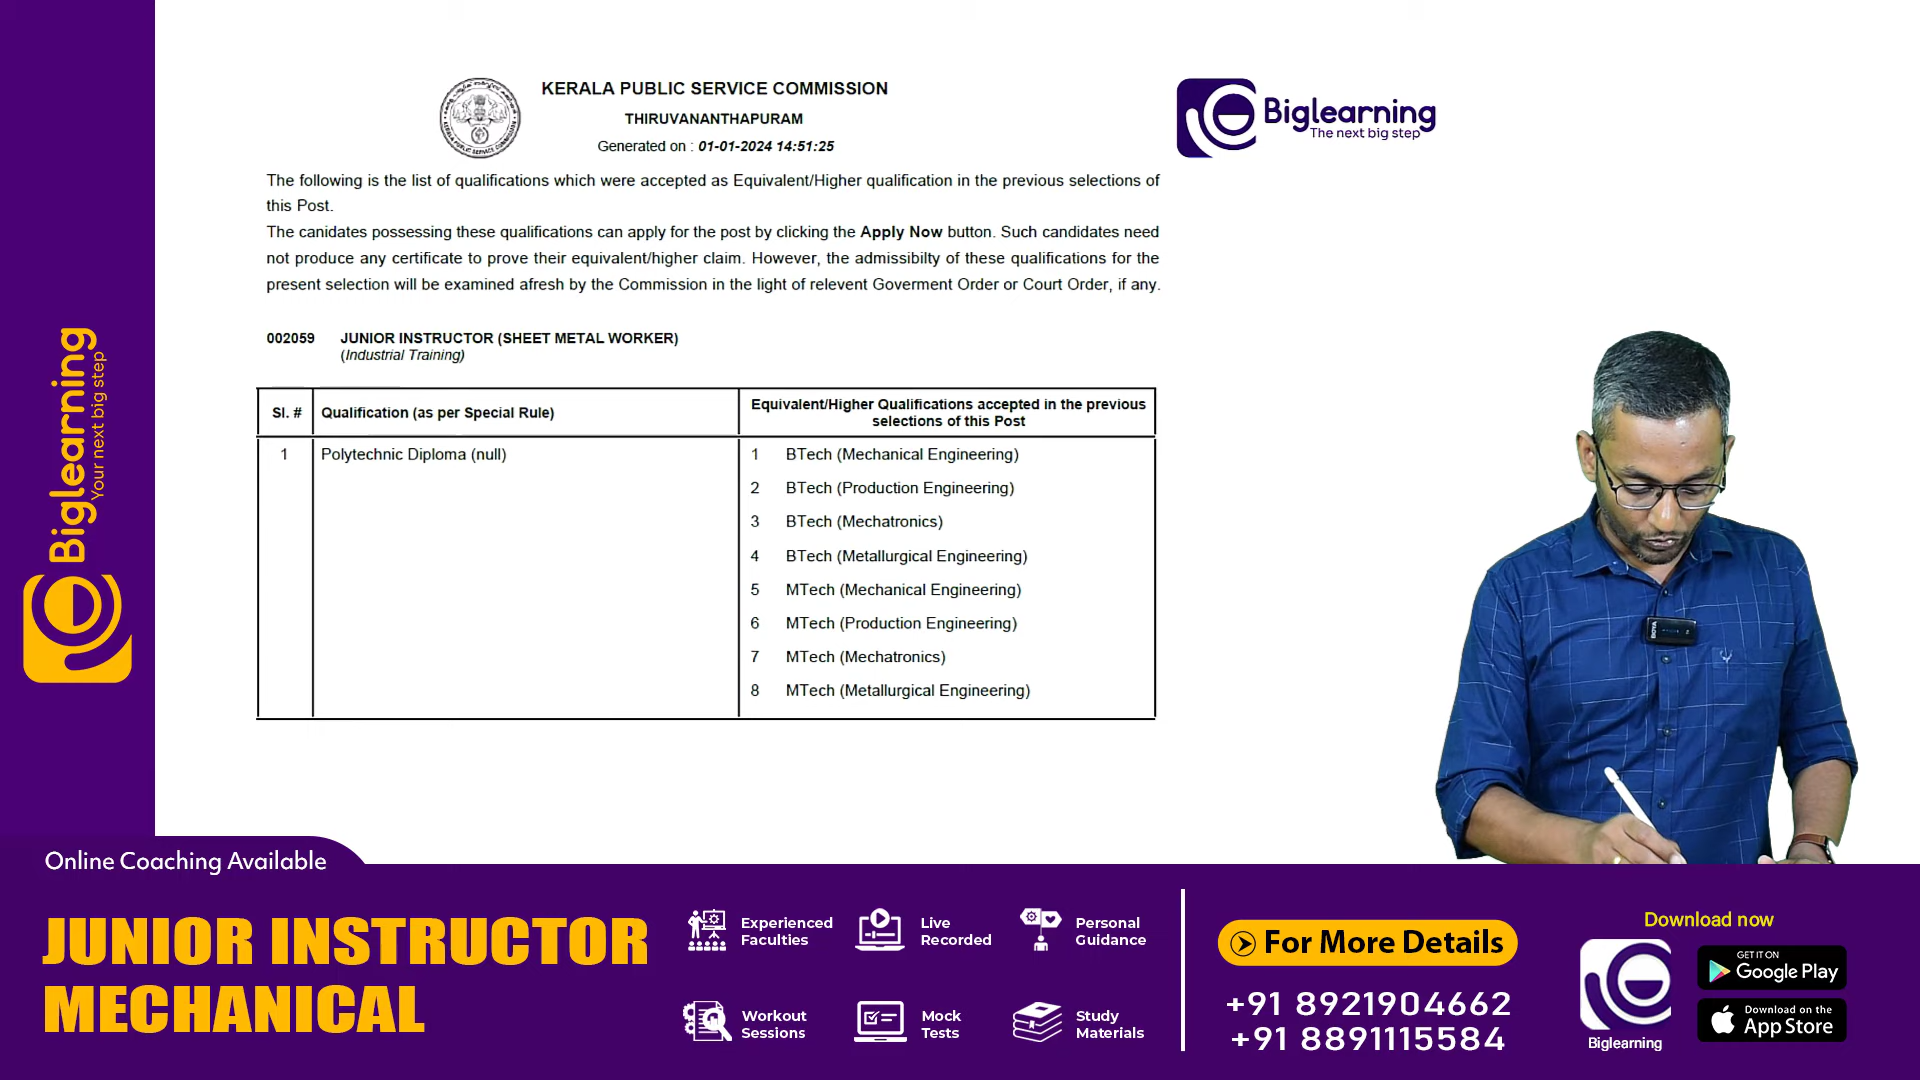 KERALA PUBLIC SERVICE COMMISSION
THIRUVANANTHAPURAM
Generated on : 01-01-2024 14:51:25
Biglearning
The next big step
The following is the list of qualifications which were accepted as Equivalent/Higher qualification in the previous selections of
this Post.
The canidates possessing these qualifications can apply for the post by clicking the Apply Now button. Such candidates need
not produce any certificate to prove their equivalent/higher claim. However, the admissibilty of these qualifications for the
present selection will be examined afresh by the Commission in the light of relevent Goverment Order or Court Order, if any.
002059 JUNIOR INSTRUCTOR (SHEET METAL WORKER)
(Industrial Training)
Sl. # Qualification (as per Special Rule) Equivalent/Higher Qualifications accepted in the previous
selections of this Post
1 Polytechnic Diploma (null) 1 BTech (Mechanical Engineering)
2 BTech (Production Engineering)
3 BTech (Mechatronics)
4 BTech (Metallurgical Engineering)
5 MTech (Mechanical Engineering)
6 MTech (Production Engineering)
7 MTech (Mechatronics)
8 MTech (Metallurgical Engineering)
Biglearning
Your next big step
BOYA
Online Coaching Available
JUNIOR INSTRUCTOR
MECHANICAL
Experienced
Faculties
Live
Recorded
Personal
Guidance
Workout
Sessions
Mock
Tests
Study
Materials
For More Details
+91 8921904662
+91 8891115584
Download now
Biglearning
GET IT ON
Google Play
Download on the
App Store